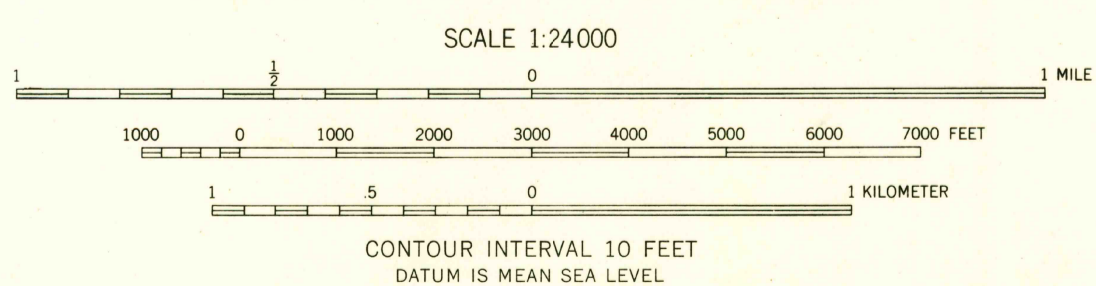 SCALE 1:24000
1 1/2 0 1 MILE
1000 0 1000 2000 3000 4000 5000 6000 7000 FEET
1 .5 0 1 KILOMETER
CONTOUR INTERVAL 10 FEET
DATUM IS MEAN SEA LEVEL